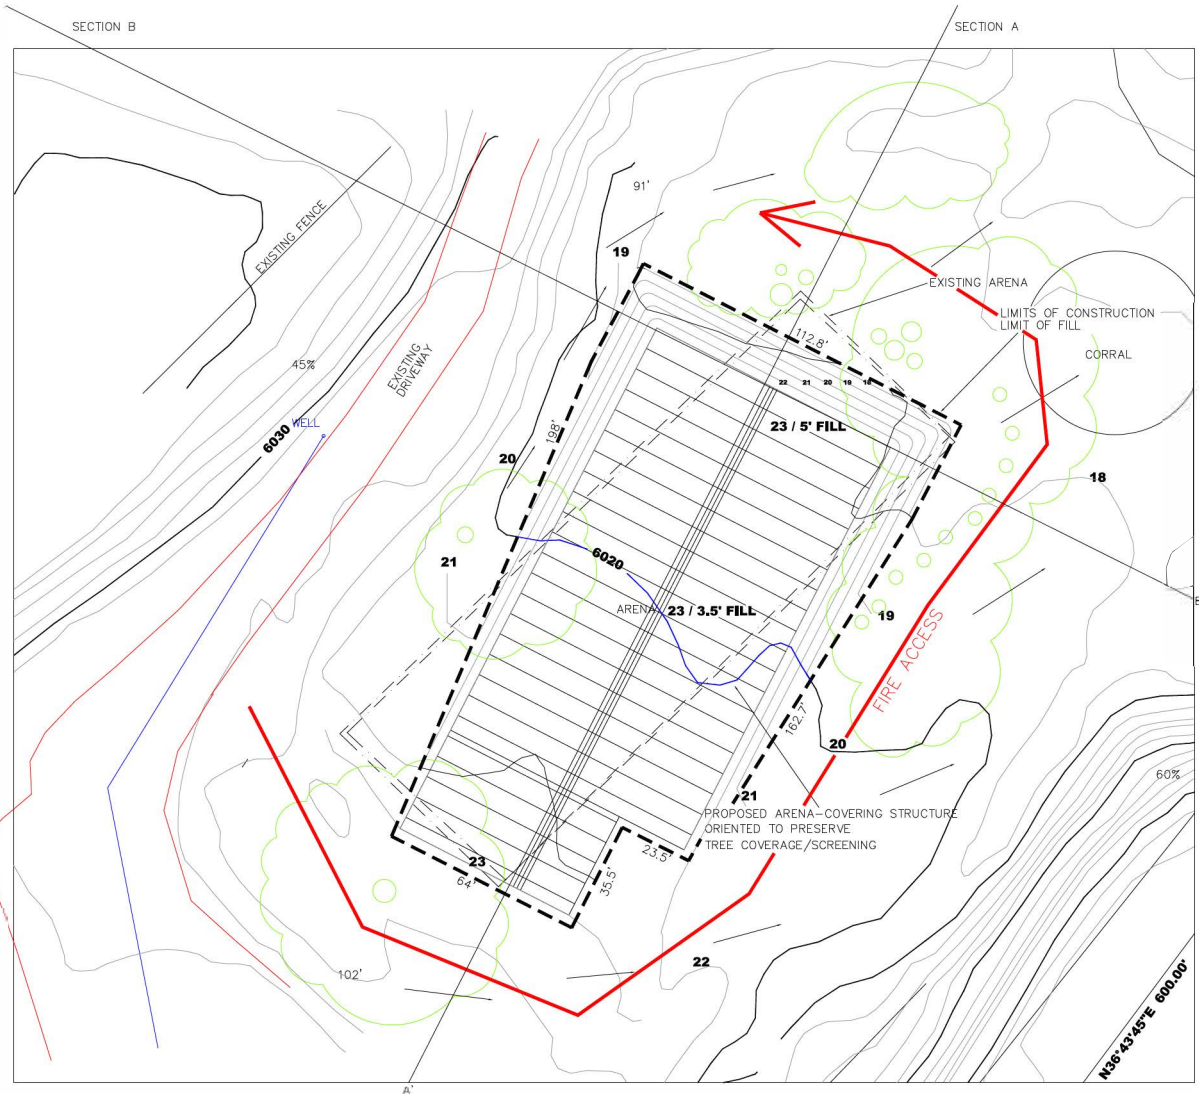 SECTION B
SECTION A
91'
EXISTING FENCE
19
EXISTING ARENA
LIMITS OF CONSTRUCTION
LIMIT OF FILL
112.8'
CORRAL
45%
EXISTING
DRIVEWAY
22 21 20 19 18
WELL
6030
198'
23 / 5' FILL
20
18
21
6020
ARENA
23 / 3.5' FILL
19
B
FIRE ACCESS
162.7'
20
60%
21
PROPOSED ARENA-COVERING STRUCTURE
ORIENTED TO PRESERVE
TREE COVERAGE/SCREENING
23.5'
23
64'
35.5'
22
102'
N36°43'45"E 600.00'
A'